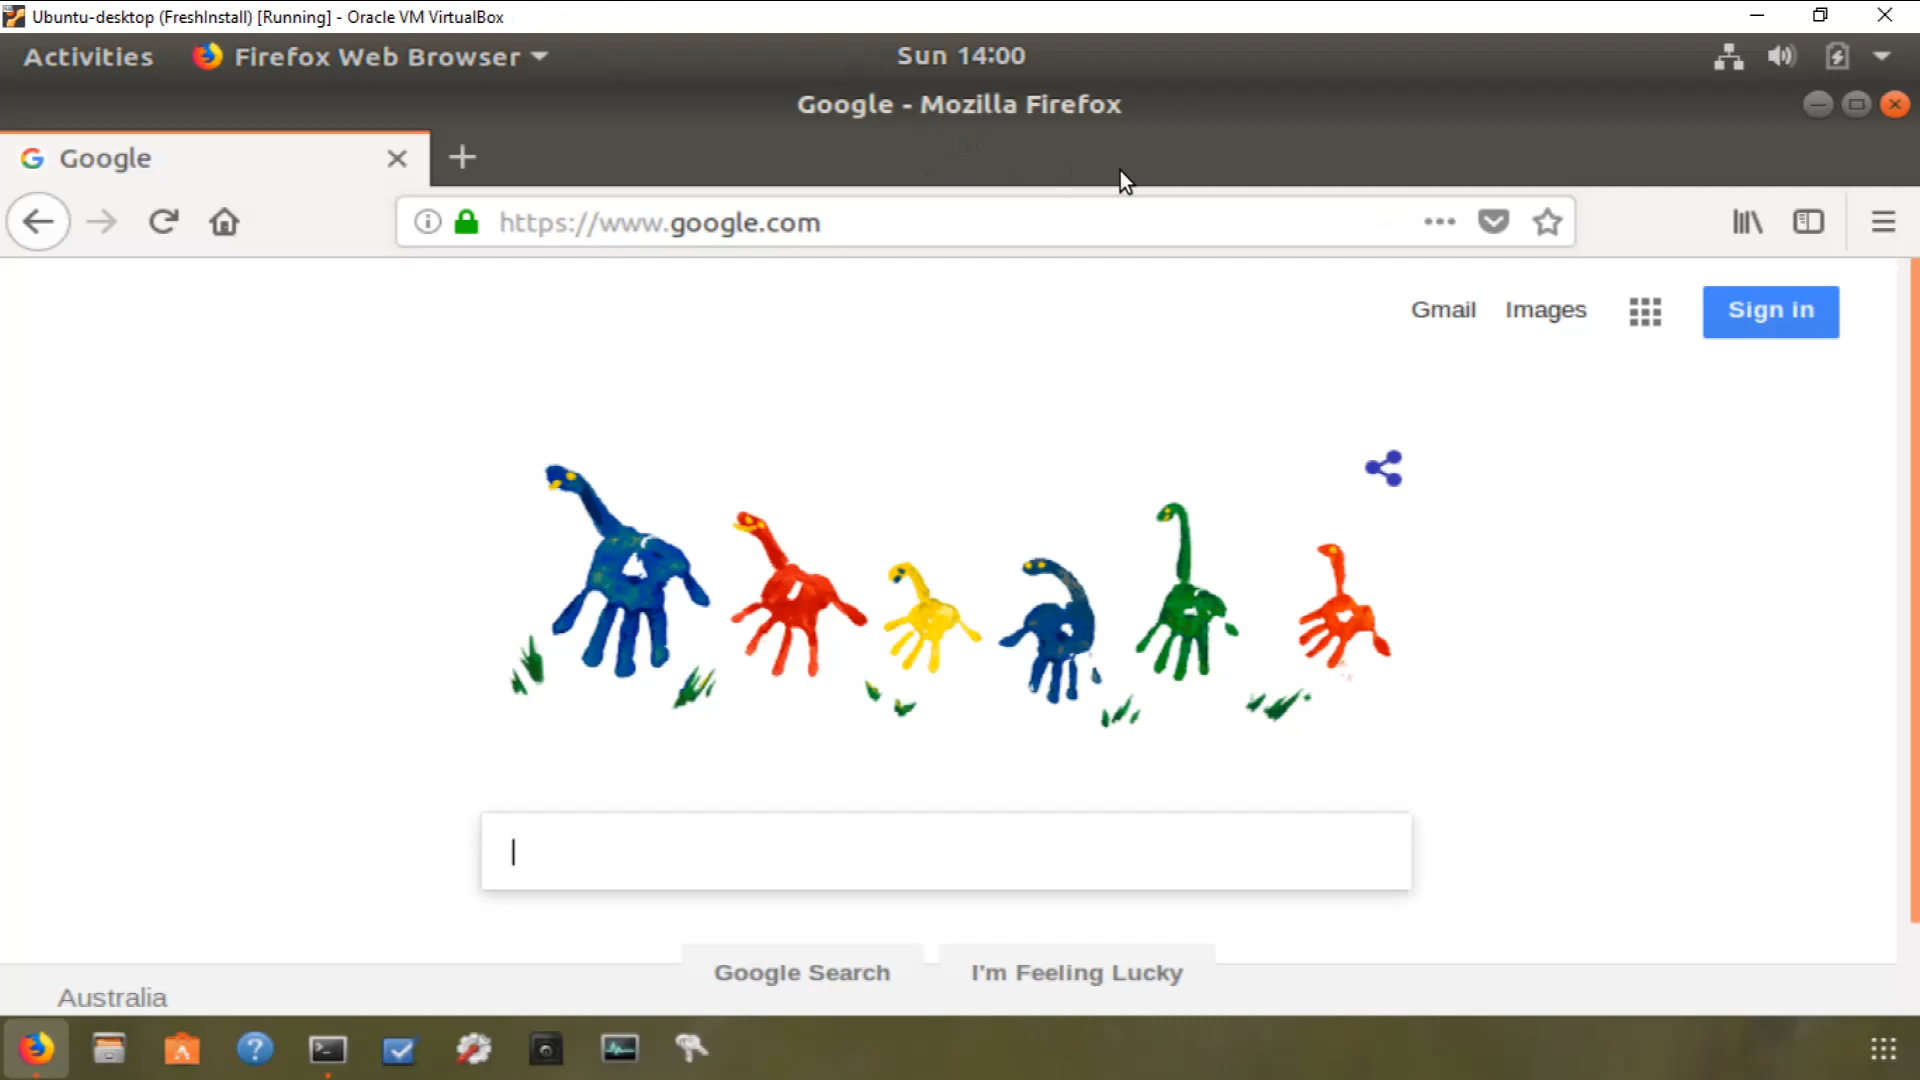 Ubuntu-desktop (FreshInstall) [Running] - Oracle VM VirtualBox
Activities Firefox Web Browser Sun 14:00
Google - Mozilla Firefox
Google
https://www.google.com
Gmail Images Sign in
Google Search I'm Feeling Lucky
Australia